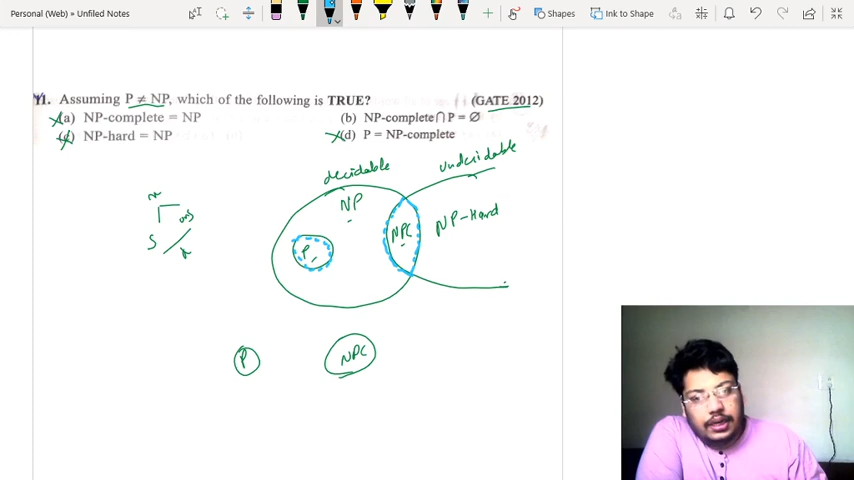 Personal (Web) » Unfiled Notes
Shapes
Ink to Share
11. Assuming P ≠ NP, which of the following is TRUE? (GATE 2012)
(a) NP-complete = NP
(b) NP-complete ∩ P = Ø
(c) NP-hard = NP
(d) P = NP-complete
decidable
undecidable
NP
NPC
NP-Hard
P
P
NPC